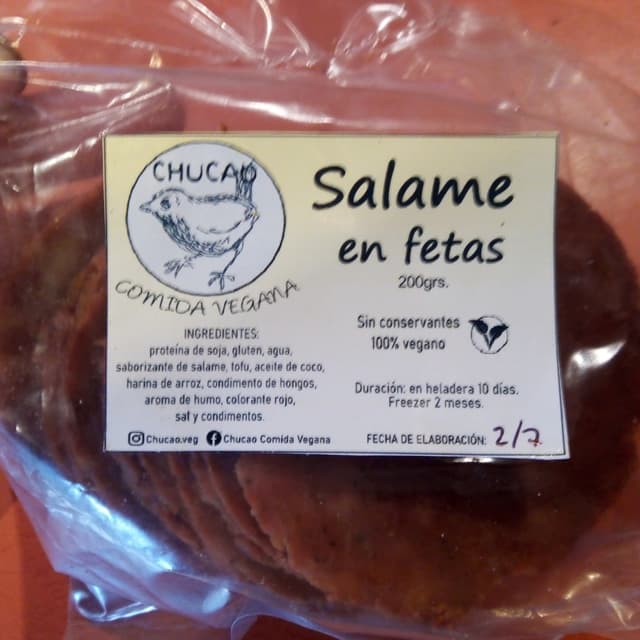 CHUCAO
COMIDA VEGANA
Salame
en fetas
200grs.
INGREDIENTES:
proteína de soja, gluten, agua,
saborizante de salame, tofu, aceite de coco,
harina de arroz, condimento de hongos,
aroma de humo, colorante rojo,
sal y condimentos.
Sin conservantes
100% vegano
Duración: en heladera 10 días.
Freezer 2 meses.
Chucao.veg Chucao Comida Vegana
FECHA DE ELABORACIÓN: 2/7